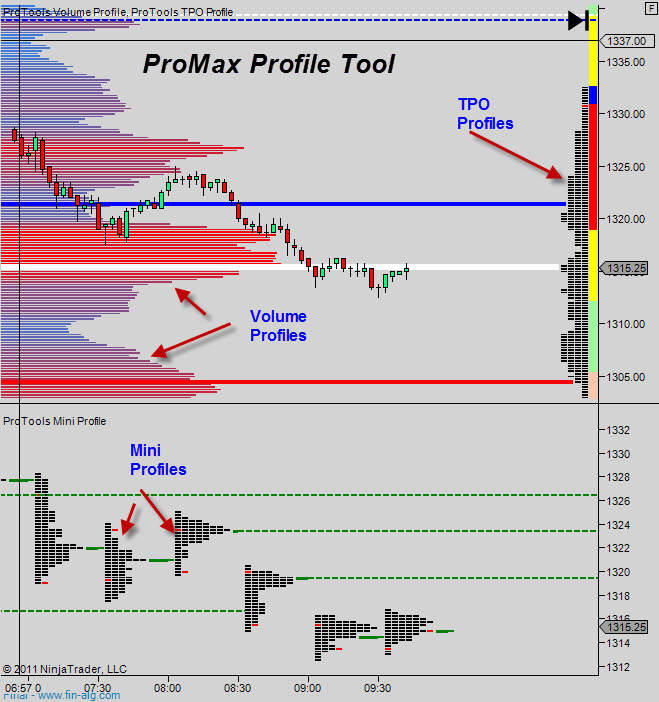 ProTools Volume Profile, ProTools TPO Profile
F
ProMax Profile Tool
1337.00
1335.00
TPO
Profiles
1330.00
1325.00
1320.00
1315.25
Volume
Profiles
1310.00
1305.00
ProTools Mini Profile
Mini
Profiles
1332
1330
1328
1326
1324
1322
1320
1318
1315.25
1314
1312
© 2011 NinjaTrader, LLC
06:57 0 07:30 08:00 08:30 09:00 09:30
www.fin-alg.com